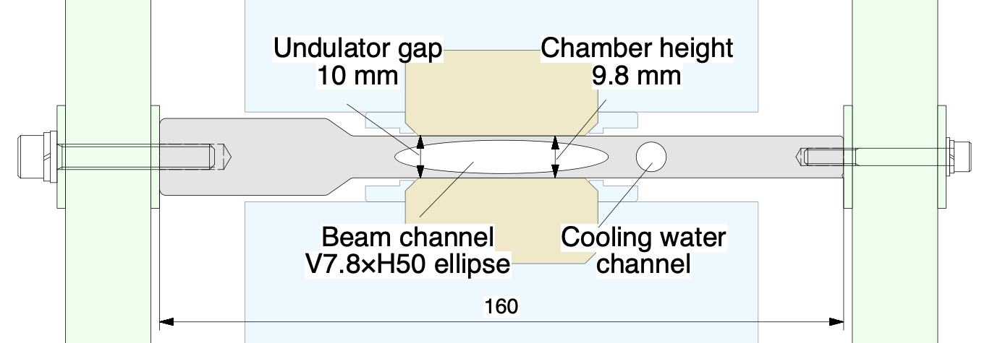 Undulator gap
10 mm
Chamber height
9.8 mm
Beam channel
V7.8×H50 ellipse
Cooling water
channel
160